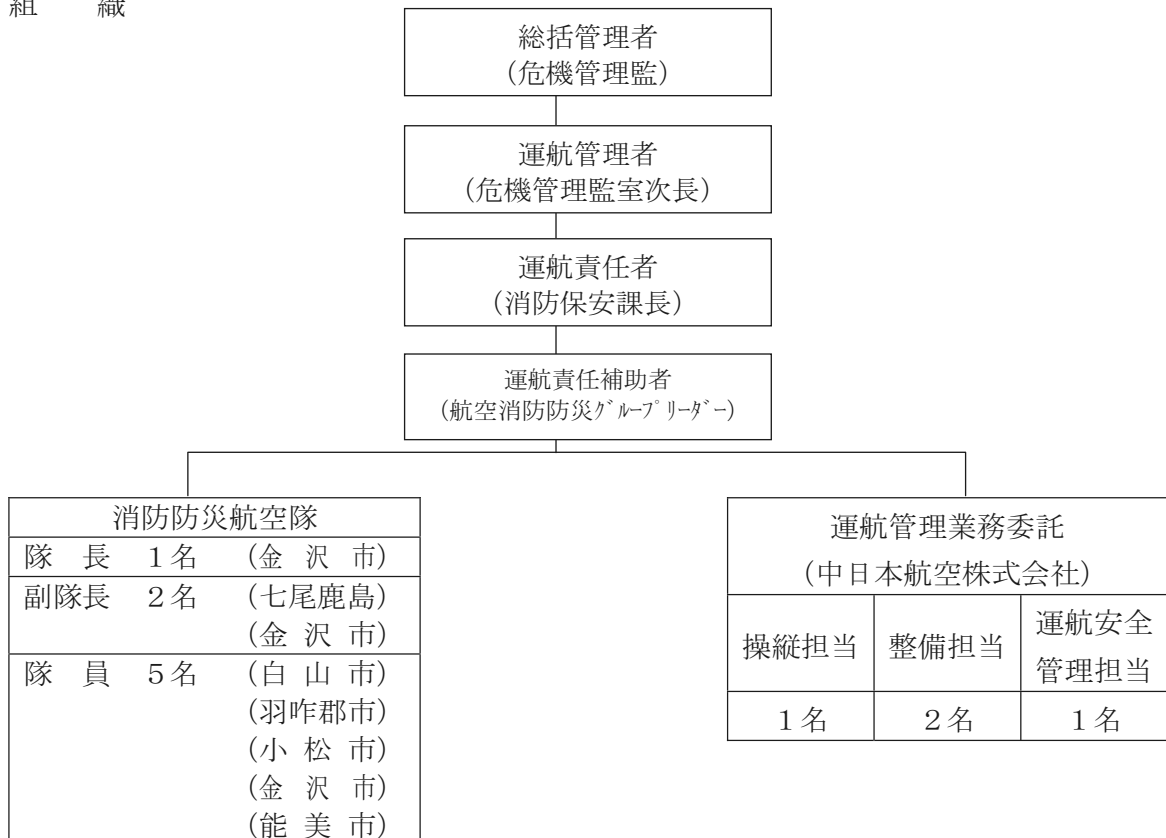 組　　織
総括管理者
(危機管理監)
運航管理者
(危機管理監室次長)
運航責任者
(消防保安課長)
運航責任補助者
(航空消防防災ｸﾞﾙｰﾌﾟﾘｰﾀﾞｰ)
消防防災航空隊
隊　長　１名　(金 沢 市)
副隊長　２名　(七尾鹿島)
(金 沢 市)
隊　員　５名　(白 山 市)
(羽咋郡市)
(小 松 市)
(金 沢 市)
(能 美 市)
運航管理業務委託
(中日本航空株式会社)
操縦担当　整備担当　運航安全
管理担当
１名　２名　１名